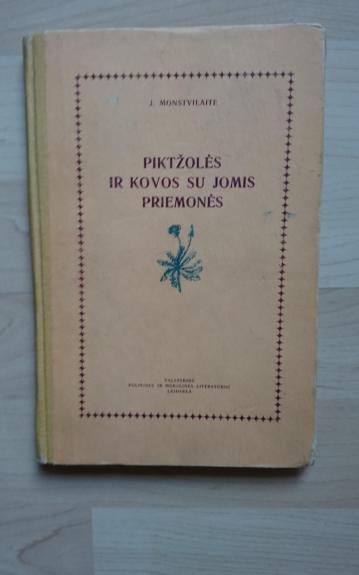 J. MONSTVILAITĖ
PIKTŽOLĖS
IR KOVOS SU JOMIS
PRIEMONĖS
VALSTYBINĖ
POLITINĖS IR MOKSLINĖS LITERATŪROS
LEIDYKLA